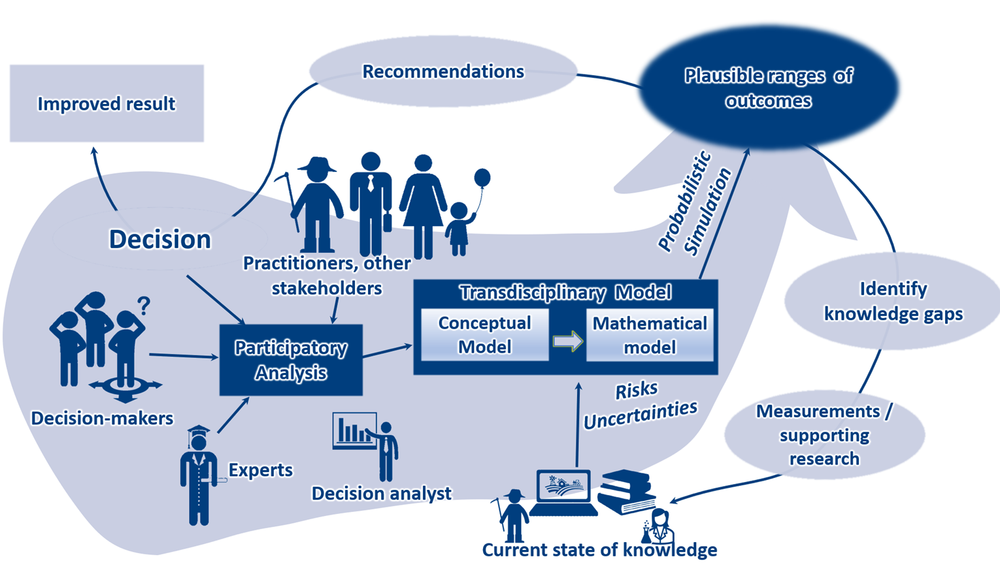 Recommendations
Plausible ranges of
outcomes
Improved result
Probabilistic
Simulation
Decision
Practitioners, other
stakeholders
Transdisciplinary Model
Conceptual
Model
Mathematical
model
Identify
knowledge gaps
?
Participatory
Analysis
Risks
Uncertainties
Decision-makers
Measurements /
supporting
research
Experts
Decision analyst
Current state of knowledge